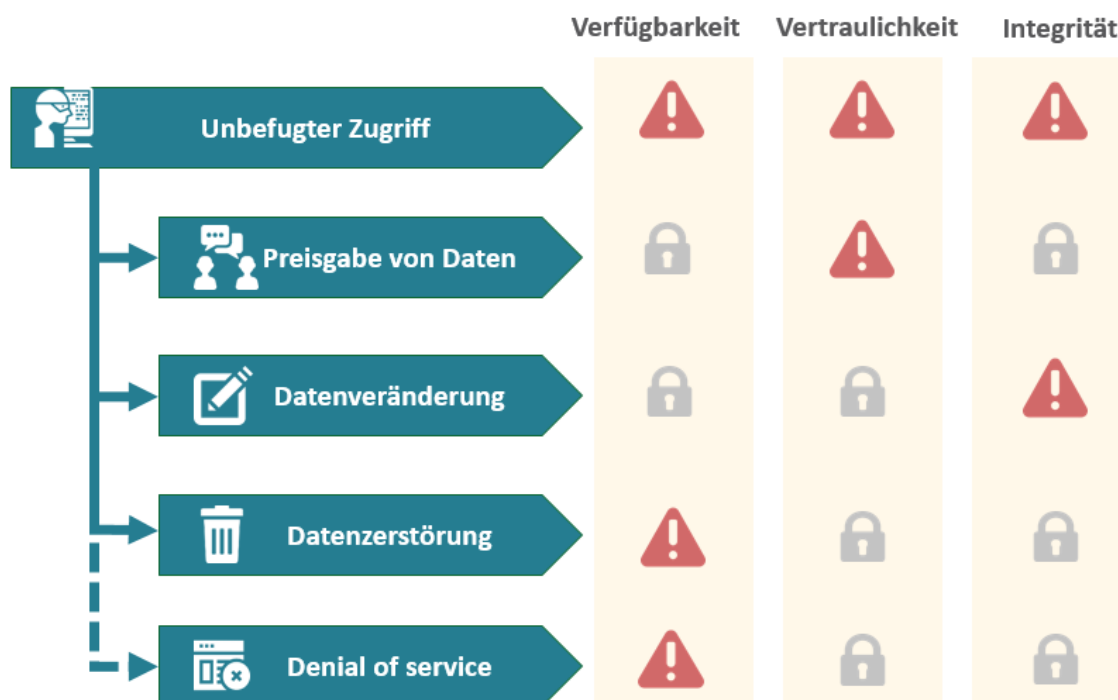 Verfügbarkeit Vertraulichkeit Integrität
Unbefugter Zugriff
Preisgabe von Daten
Datenveränderung
Datenzerstörung
Denial of service